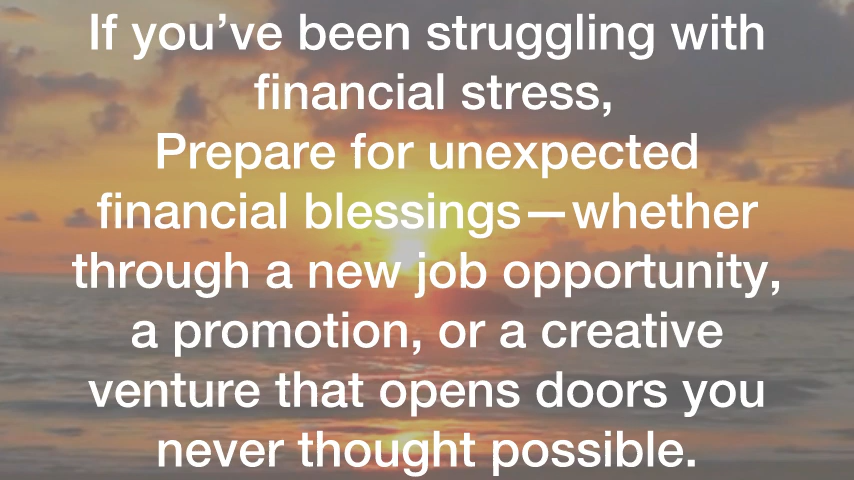 If you’ve been struggling with
financial stress,
Prepare for unexpected
financial blessings—whether
through a new job opportunity,
a promotion, or a creative
venture that opens doors you
never thought possible.